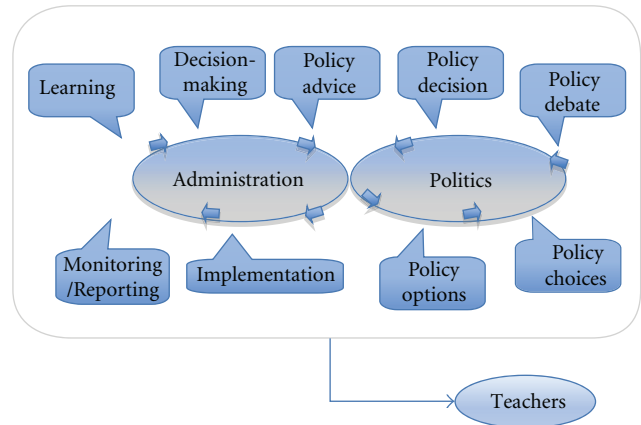 Learning
Decision-
making
Policy
advice
Policy
decision
Policy
debate
Administration
Politics
Monitoring
/Reporting
Implementation
Policy
options
Policy
choices
Teachers